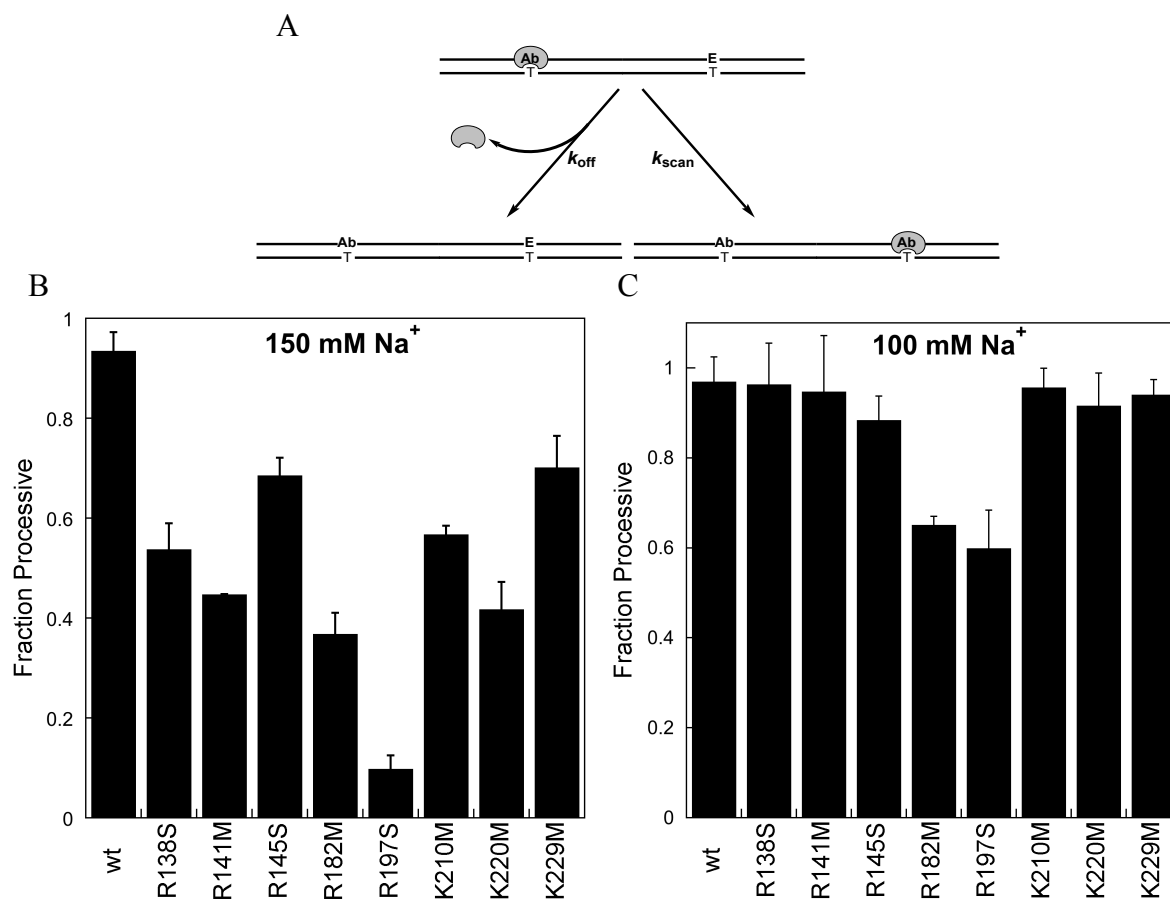 A
Ab E
T T
k_off k_scan
Ab E Ab Ab
T T T T
B C
150 mM Na⁺
100 mM Na⁺
Fraction Processive
1
0.8
0.6
0.4
0.2
0
wt R138S R141M R145S R182M R197S K210M K220M K229M
Fraction Processive
1
0.8
0.6
0.4
0.2
0
wt R138S R141M R145S R182M R197S K210M K220M K229M